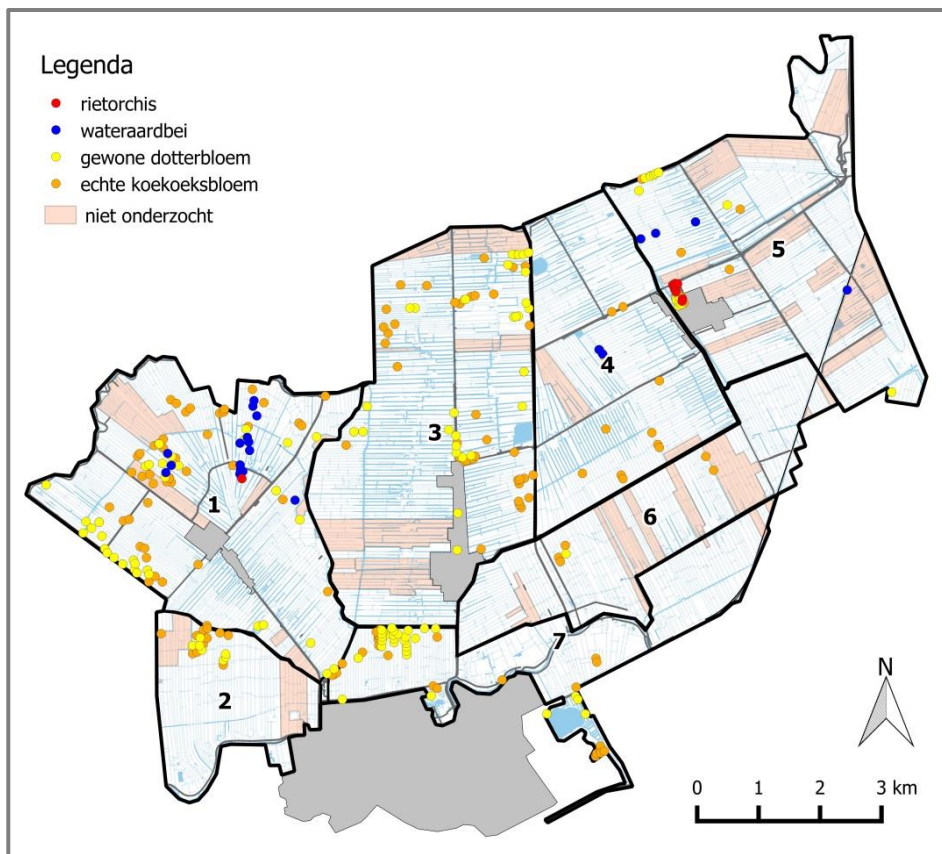 Legenda
rietorchis
wateraardbei
gewone dotterbloem
echte koekoeksbloem
niet onderzocht
5
4
3
1
6
7
2
N
0 1 2 3 km